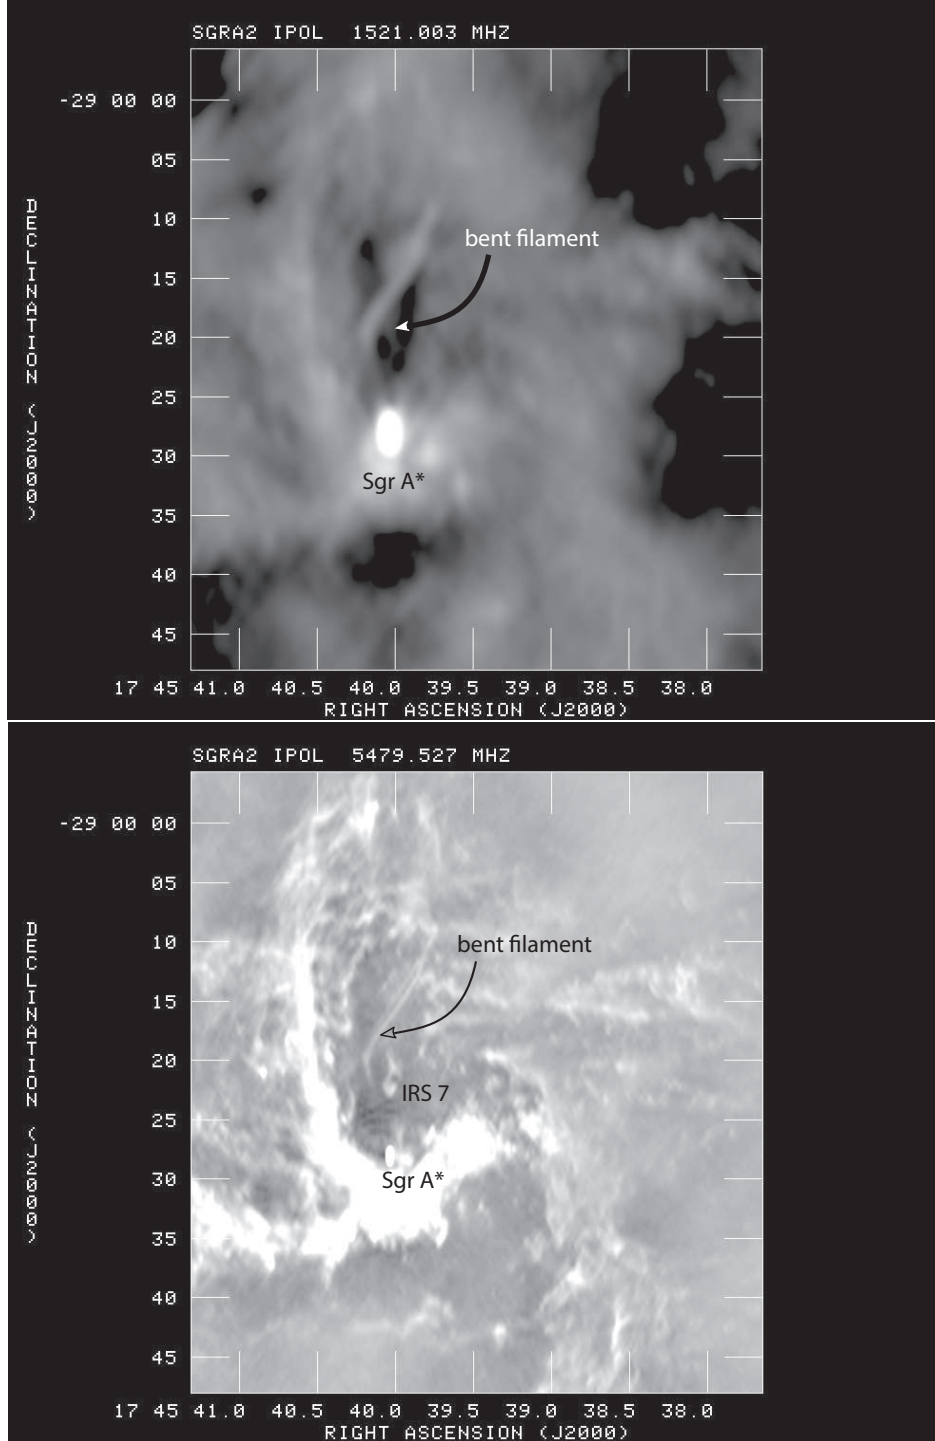 SGRA2 IPOL 1521.003 MHZ
-29 00 00
05
10
bent filament
15
20
25
30
Sgr A*
35
40
45
DECLINATION (J2000)
17 45 41.0 40.5 40.0 39.5 39.0 38.5 38.0
RIGHT ASCENSION (J2000)
SGRA2 IPOL 5479.527 MHZ
-29 00 00
05
10
bent filament
15
20
IRS 7
25
30
Sgr A*
35
40
45
DECLINATION (J2000)
17 45 41.0 40.5 40.0 39.5 39.0 38.5 38.0
RIGHT ASCENSION (J2000)